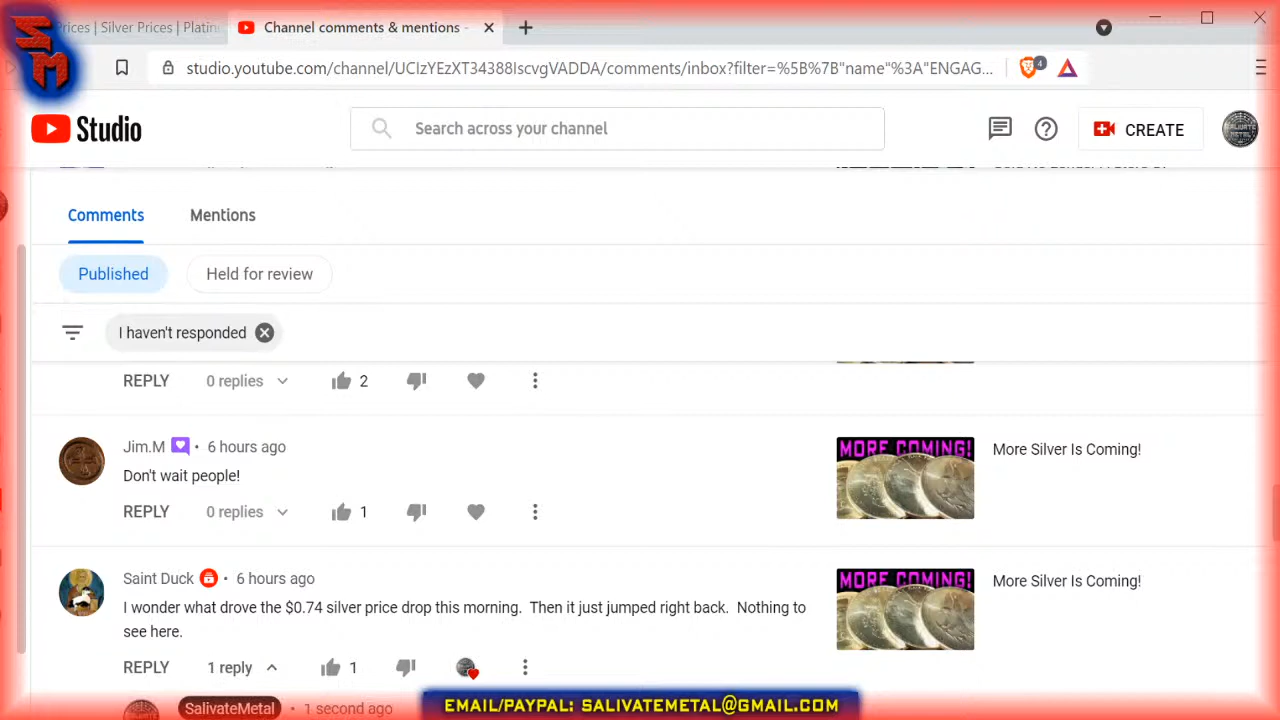 SM
Prices | Silver Prices | Platin
Channel comments & mentions -
studio.youtube.com/channel/UCIzYEzXT34388IscvgVADDA/comments/inbox?filter=%5B%7B"name"%3A"ENGAG...
4
Studio
Search across your channel
CREATE
Comments
Mentions
Published
Held for review
I haven't responded
REPLY 0 replies 2
Jim.M • 6 hours ago
Don't wait people!
REPLY 0 replies 1
MORE COMING!
More Silver Is Coming!
Saint Duck • 6 hours ago
I wonder what drove the $0.74 silver price drop this morning. Then it just jumped right back. Nothing to
see here.
REPLY 1 reply 1
MORE COMING!
More Silver Is Coming!
SalivateMetal • 1 second ago
EMAIL/PAYPAL: SALIVATEMETAL@GMAIL.COM